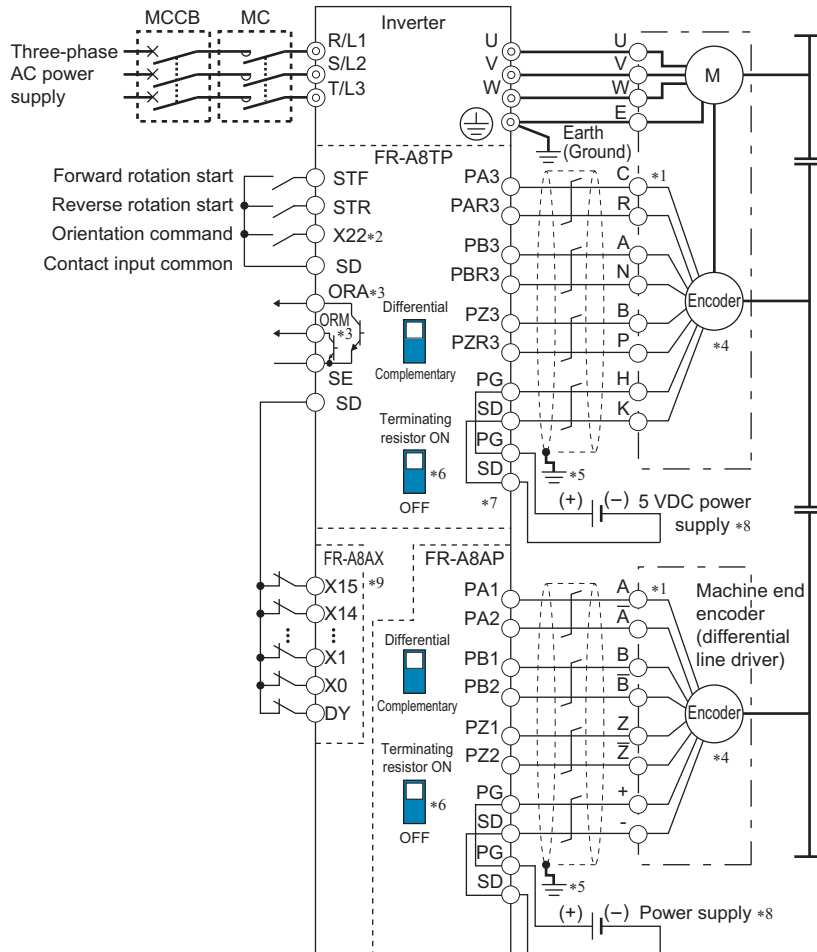 MCCB
MC
Inverter
Three-phase
AC power
supply
R/L1
S/L2
T/L3
U
V
W
U
V
W
E
M
Earth
(Ground)
FR-A8TP
Forward rotation start
Reverse rotation start
Orientation command
Contact input common
STF
STR
X22*2
SD
ORA*3
ORM
*3
SE
SD
Differential
Complementary
Terminating
resistor ON
*6
OFF
PA3
PAR3
PB3
PBR3
PZ3
PZR3
PG
SD
PG
SD
*7
C
*1
R
A
N
B
P
H
K
Encoder
*4
*5
(+)
(−)
5 VDC power
supply *8
FR-A8AX
*9
X15
X14
X1
X0
DY
FR-A8AP
Differential
Complementary
Terminating
resistor ON
*6
OFF
PA1
PA2
PB1
PB2
PZ1
PZ2
PG
SD
PG
SD
A
*1
A̅
B
B̅
Z
Z̅
+
-
Machine end
encoder
(differential
line driver)
Encoder
*4
*5
(+)
(−)
Power supply *8